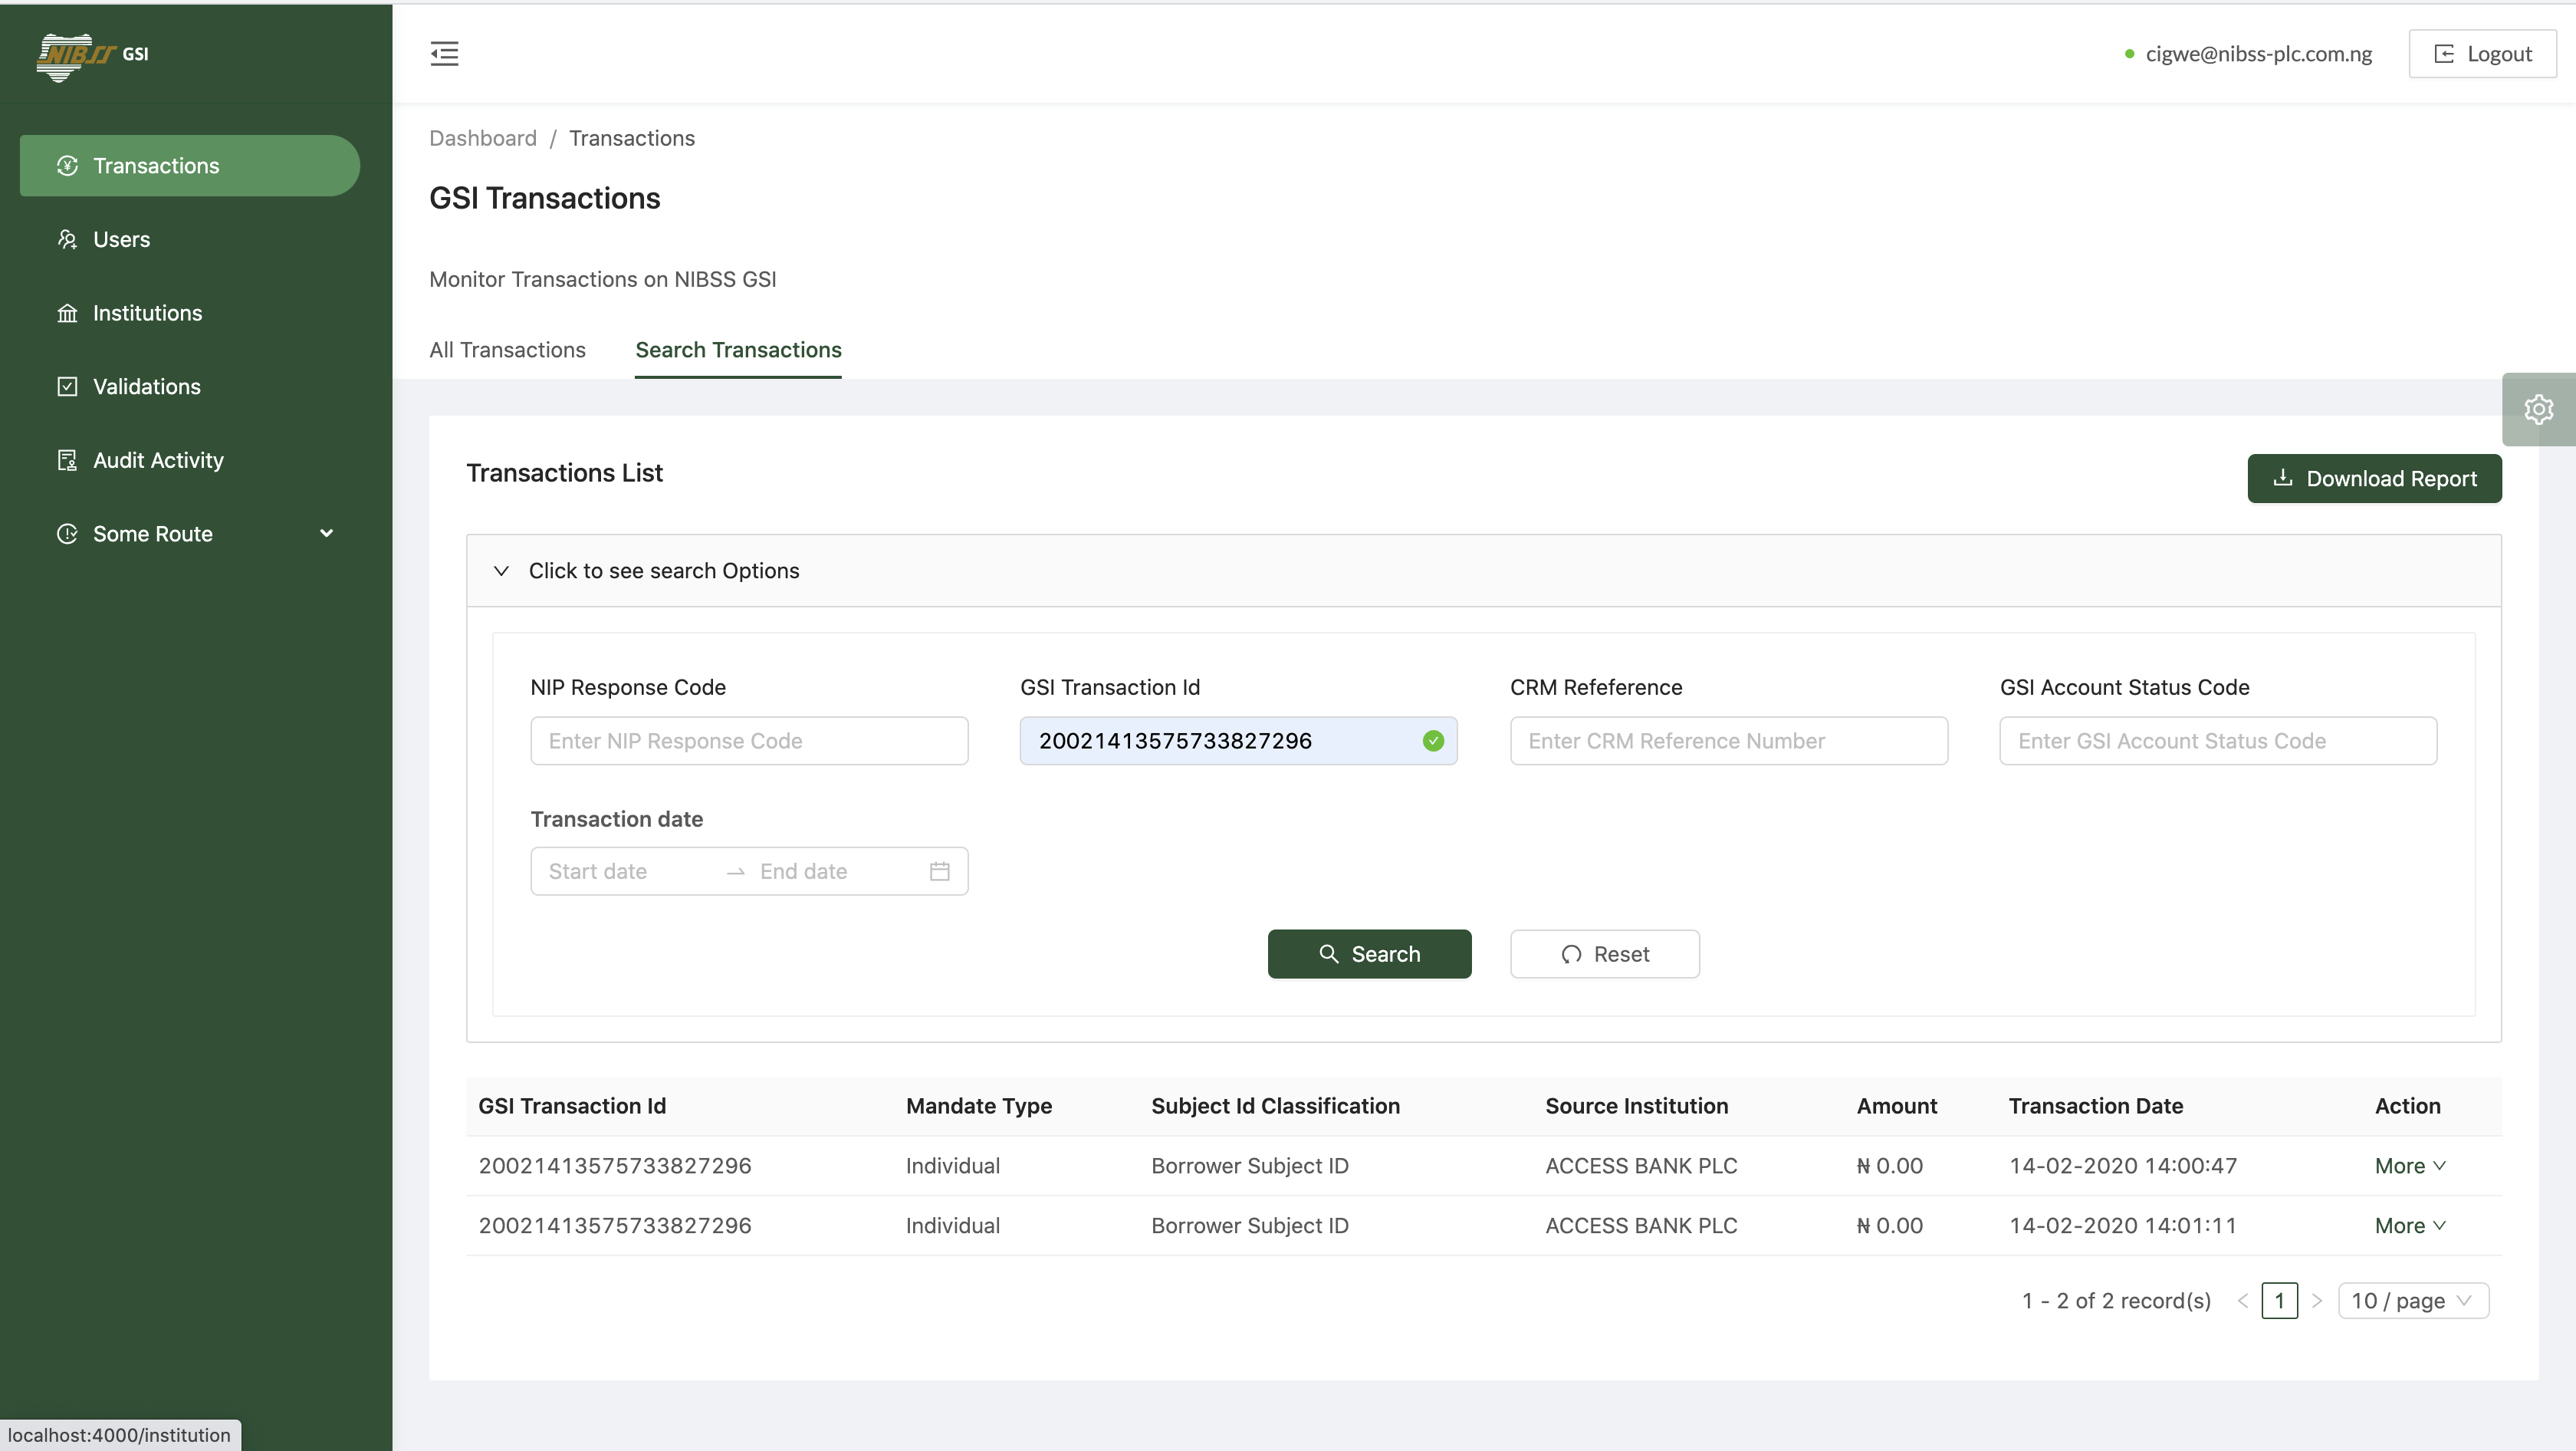 NIBSS GSI
cigwe@nibss-plc.com.ng
Logout
Transactions
Users
Institutions
Validations
Audit Activity
Some Route
Dashboard / Transactions
GSI Transactions
Monitor Transactions on NIBSS GSI
All Transactions Search Transactions
Transactions List
Download Report
Click to see search Options
NIP Response Code GSI Transaction Id CRM Refeference GSI Account Status Code
Enter NIP Response Code 200214135757338​27296 Enter CRM Reference Number Enter GSI Account Status Code
Transaction date
Start date → End date
Search Reset
GSI Transaction Id Mandate Type Subject Id Classification Source Institution Amount Transaction Date Action
20021413575733827296 Individual Borrower Subject ID ACCESS BANK PLC ₦ 0.00 14-02-2020 14:00:47 More
20021413575733827296 Individual Borrower Subject ID ACCESS BANK PLC ₦ 0.00 14-02-2020 14:01:11 More
1 - 2 of 2 record(s) < 1 > 10 / page
localhost:4000/institution